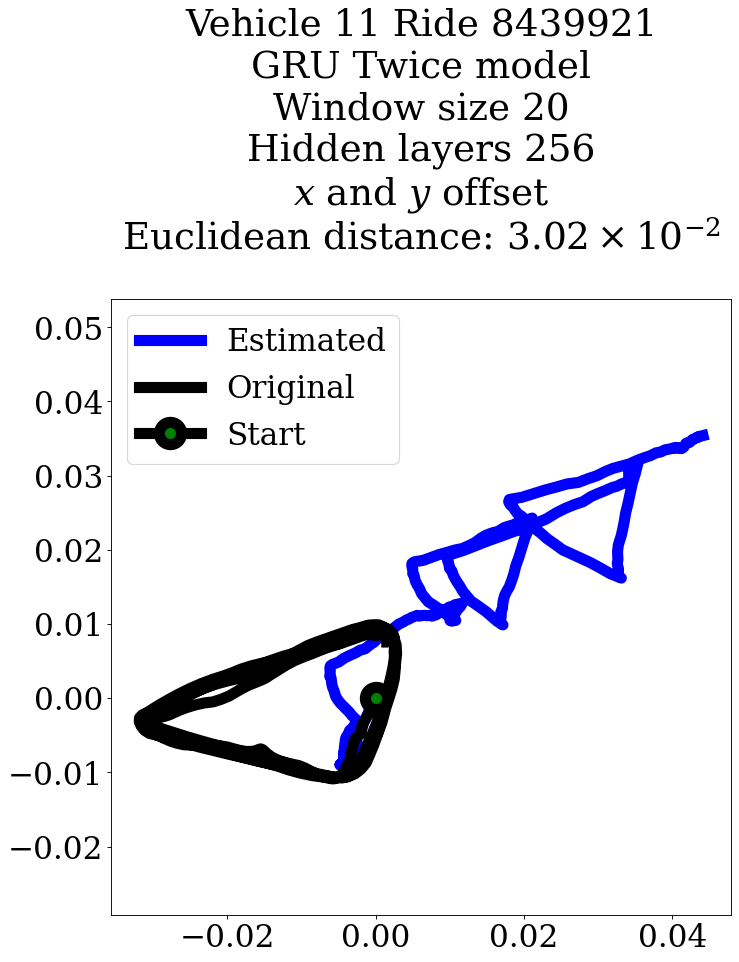 Vehicle 11 Ride 8439921
GRU Twice model
Window size 20
Hidden layers 256
x and y offset
Euclidean distance: 3.02 × 10⁻²
Estimated
Original
Start
0.05
0.04
0.03
0.02
0.01
0.00
−0.01
−0.02
−0.02 0.00 0.02 0.04